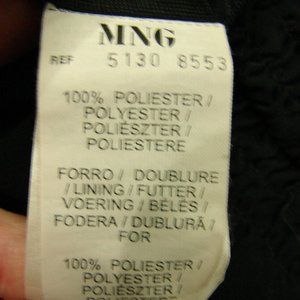 MNG
REF 5130 8553
100% POLIESTER /
POLYESTER /
POLIÉSZTER /
POLIESTERE
FORRO / DOUBLURE
/ LINING / FUTTER /
VOERING / BÉLÉS /
FODERA / DUBLURĂ /
FOR
100% POLIESTER /
POLYESTER /
POLIÉSZTER /